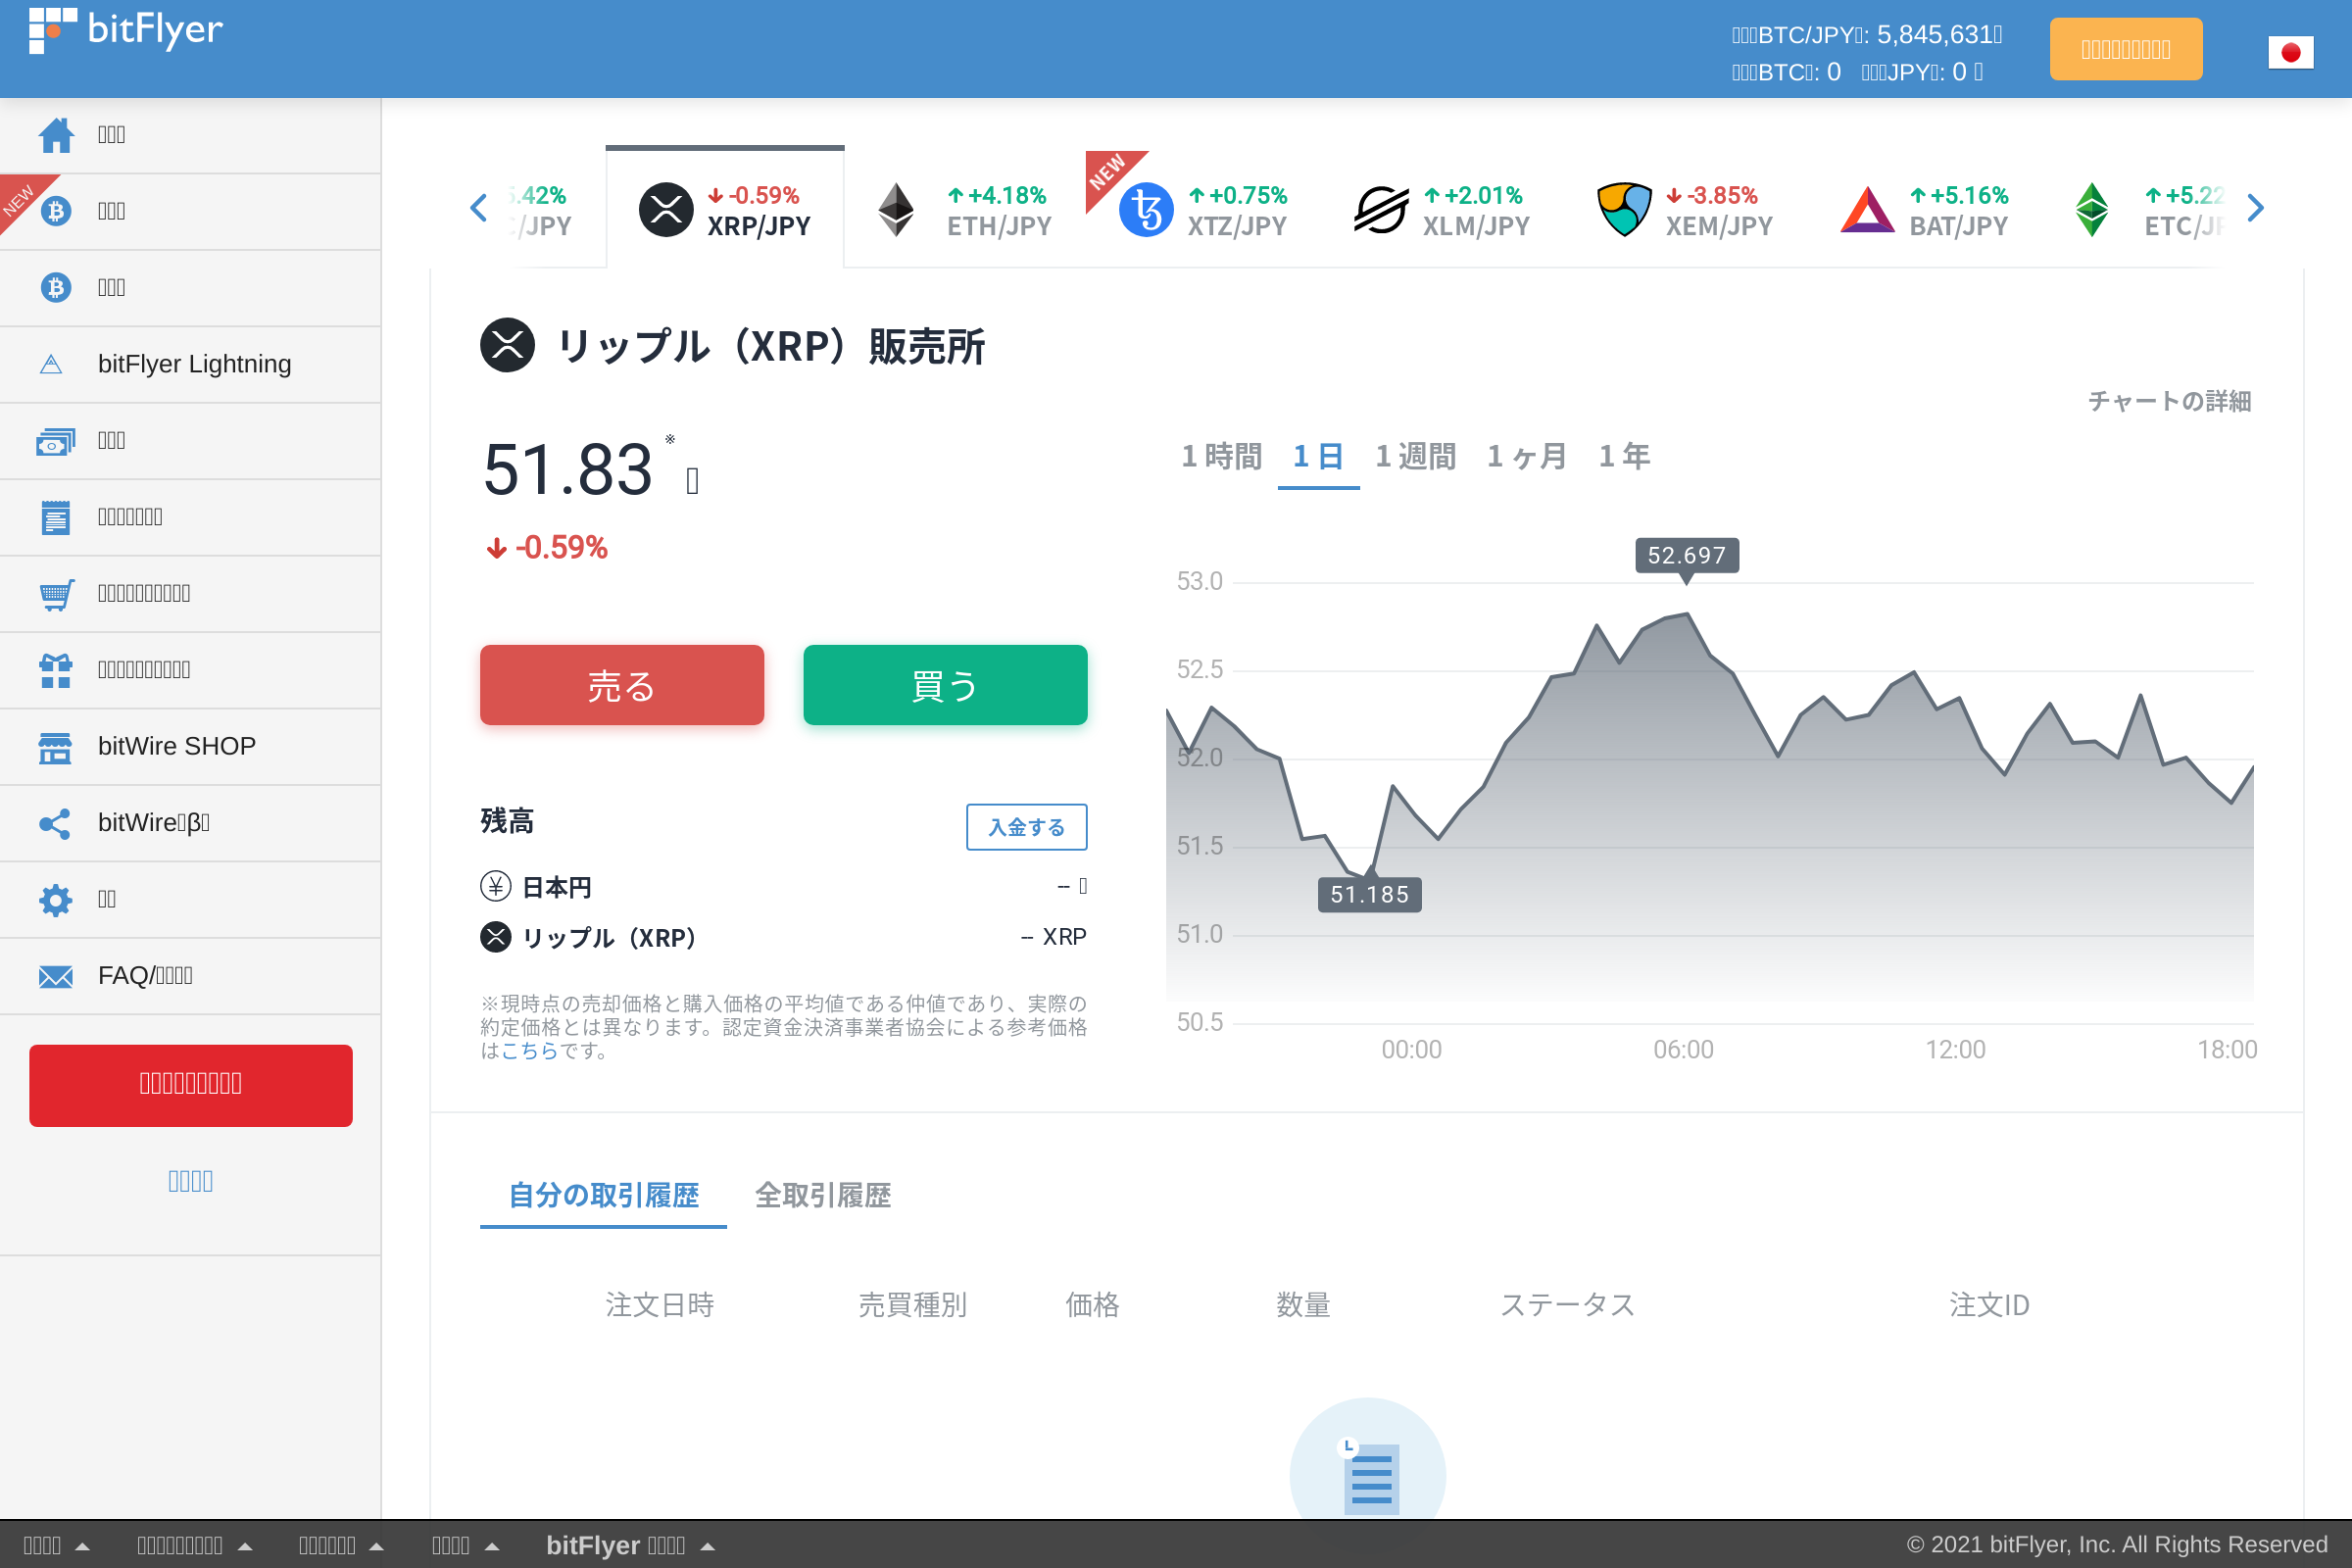 bitFlyer
BTC/JPY: 5,845,631
BTC: 0 JPY: 0
NEW
bitFlyer Lightning
bitWire SHOP
bitWire β
FAQ/
5.42%
/JPY
-0.59%
XRP/JPY
+4.18%
ETH/JPY
NEW
+0.75%
XTZ/JPY
+2.01%
XLM/JPY
-3.85%
XEM/JPY
+5.16%
BAT/JPY
+5.22
ETC/JP
リップル（XRP）販売所
チャートの詳細
51.83 ※
-0.59%
売る
買う
残高
入金する
日本円 --
リップル（XRP） -- XRP
※現時点の売却価格と購入価格の平均値である仲値であり、実際の
約定価格とは異なります。認定資金決済事業者協会による参考価格
はこちらです。
1 時間 1 日 1 週間 1 ヶ月 1 年
52.697
53.0
52.5
52.0
51.5
51.185
51.0
50.5
00:00 06:00 12:00 18:00
自分の取引履歴 全取引履歴
注文日時 売買種別 価格 数量 ステータス 注文ID
bitFlyer
© 2021 bitFlyer, Inc. All Rights Reserved